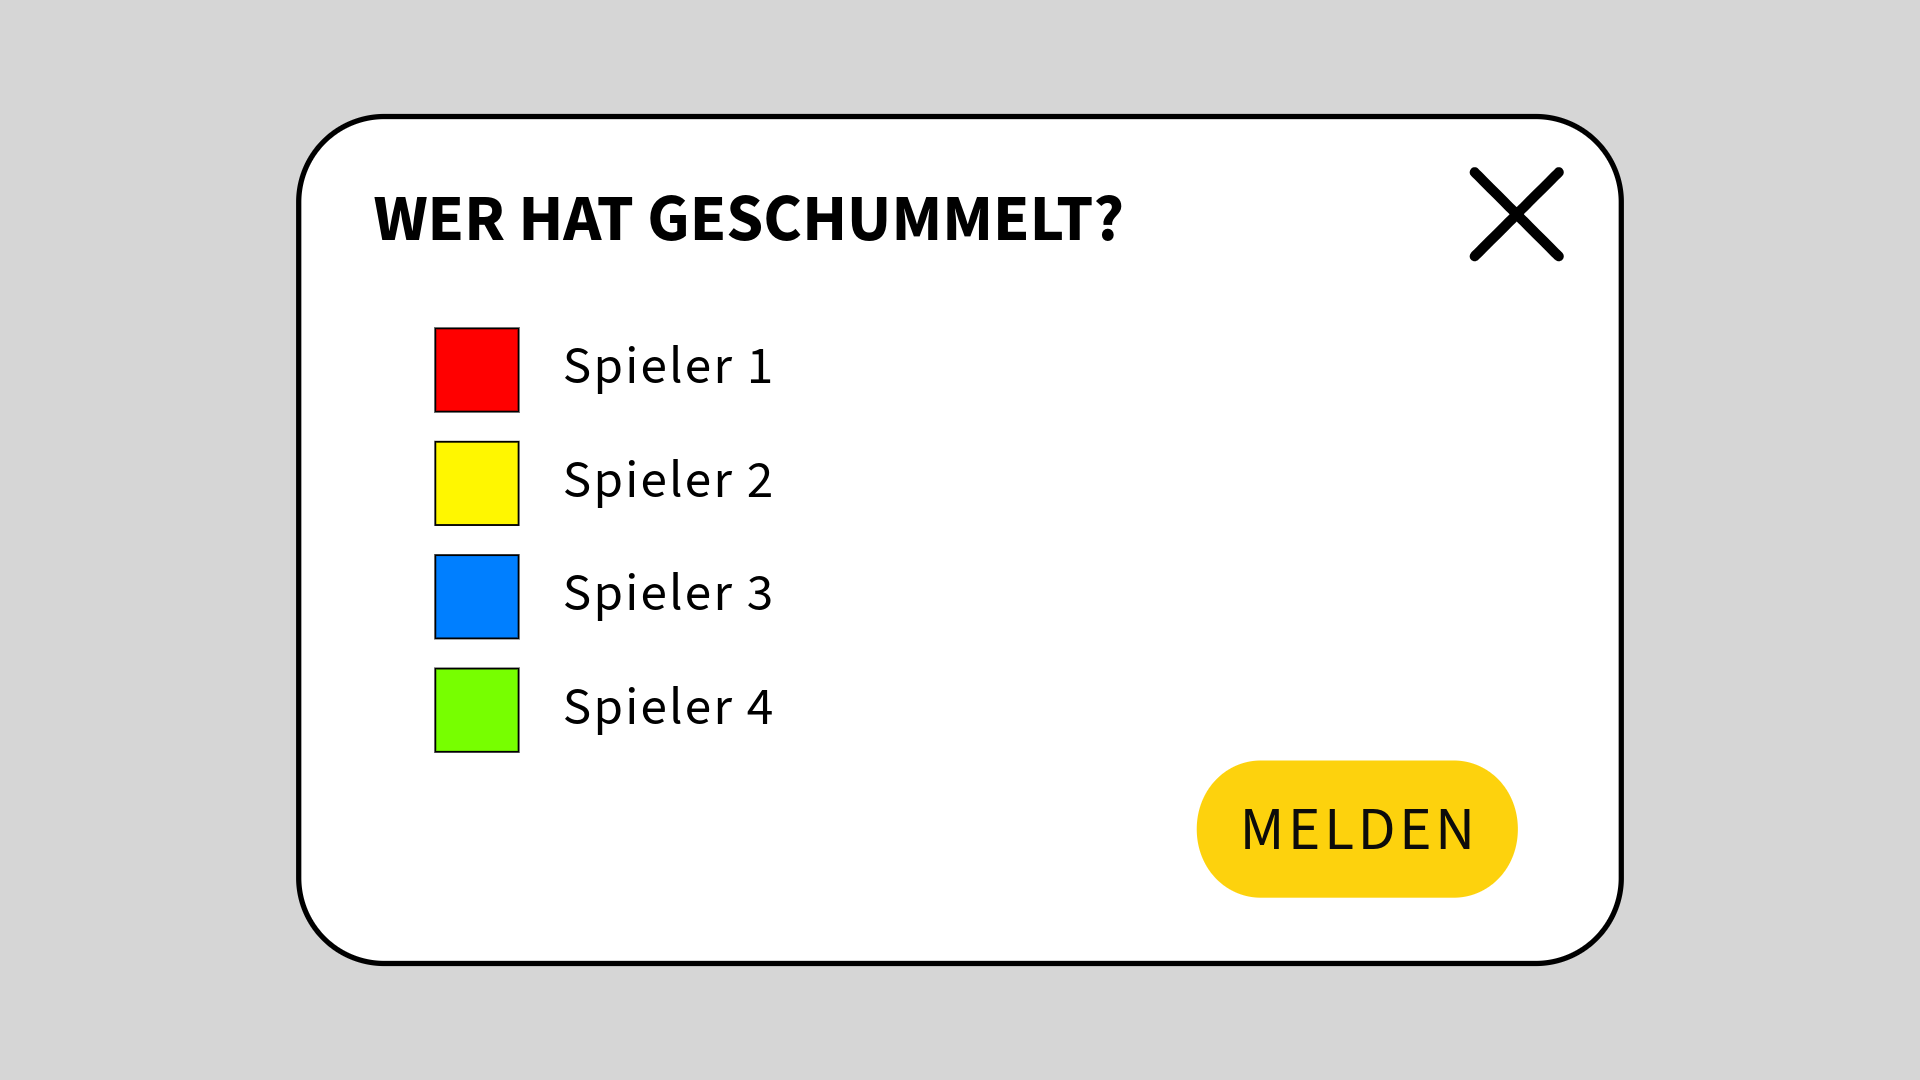 WER HAT GESCHUMMELT?
Spieler 1
Spieler 2
Spieler 3
Spieler 4
MELDEN